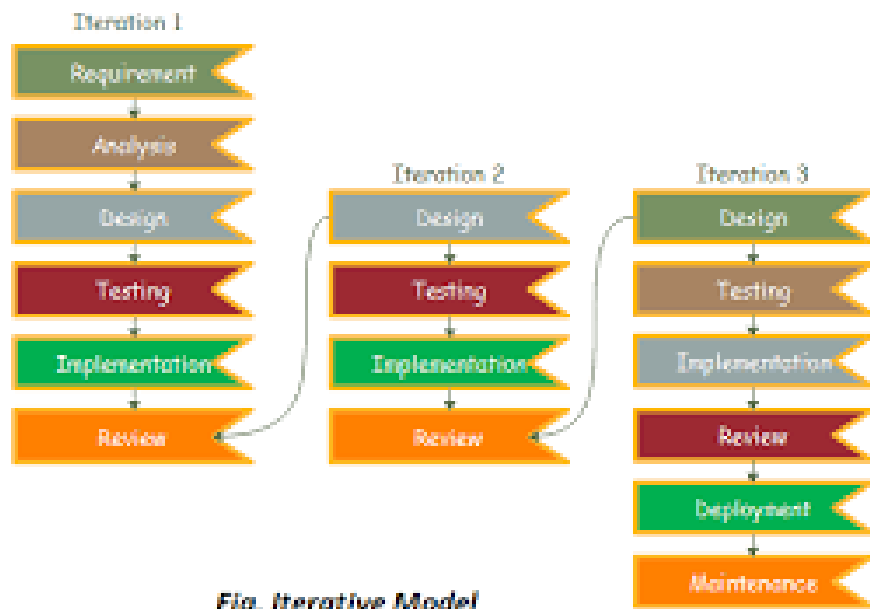 Iteration 1
Requirement
Analysis
Design
Testing
Implementation
Review
Iteration 2
Design
Testing
Implementation
Review
Iteration 3
Design
Testing
Implementation
Review
Deployment
Maintenance
Fig. Iterative Model